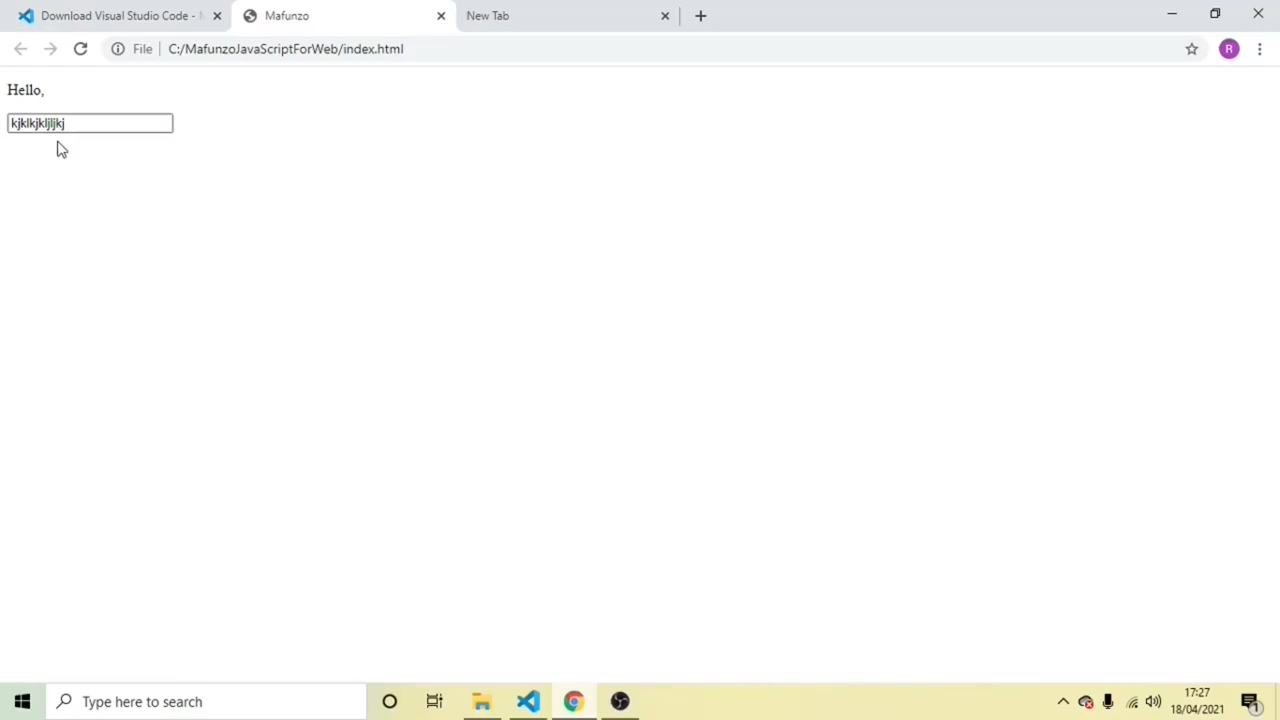 Download Visual Studio Code -
Mafunzo
New Tab
File
C:/MafunzoJavaScriptForWeb/index.html
R
Hello,
kjklkjkljljkj
Type here to search
17:27
18/04/2021
1